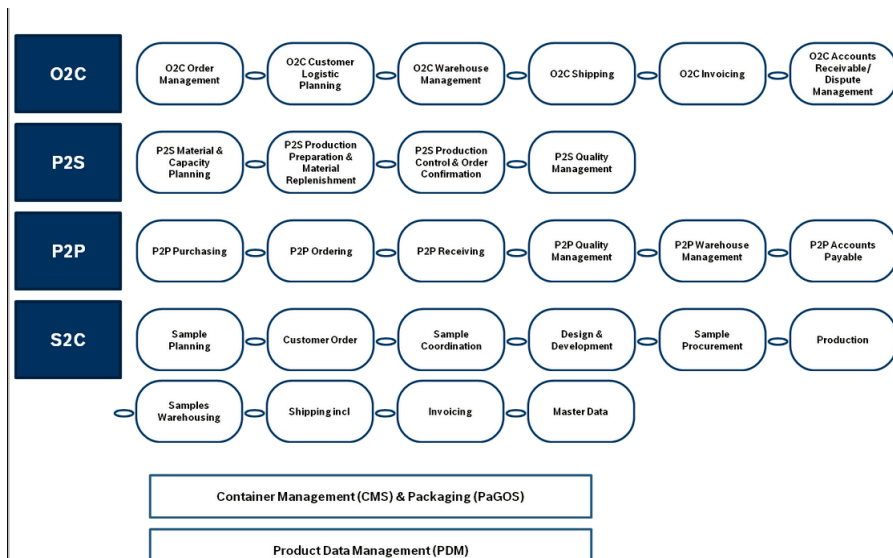 O2C
O2C Order
Management
O2C Customer
Logistic
Planning
O2C Warehouse
Management
O2C Shipping
O2C Invoicing
O2C Accounts
Receivable/
Dispute
Management
P2S
P2S Material &
Capacity
Planning
P2S Production
Preparation &
Material
Replenishment
P2S Production
Control & Order
Confirmation
P2S Quality
Management
P2P
P2P Purchasing
P2P Ordering
P2P Receiving
P2P Quality
Management
P2P Warehouse
Management
P2P Accounts
Payable
S2C
Sample
Planning
Customer Order
Sample
Coordination
Design &
Development
Sample
Procurement
Production
Samples
Warehousing
Shipping incl
Invoicing
Master Data
Container Management (CMS) & Packaging (PaGOS)
Product Data Management (PDM)